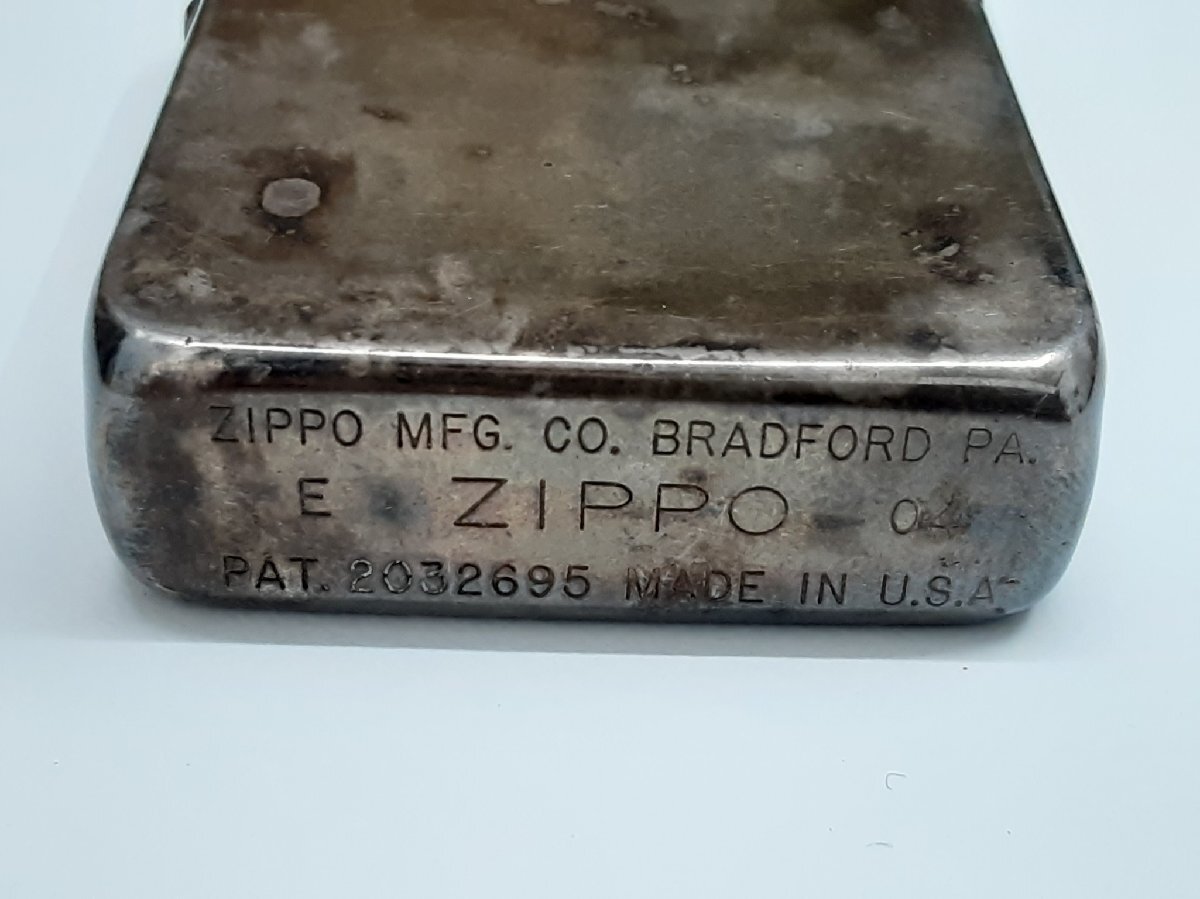 ZIPPO MFG. CO. BRADFORD PA.
E ZIPPO - 04
PAT. 2032695 MADE IN U.S.A